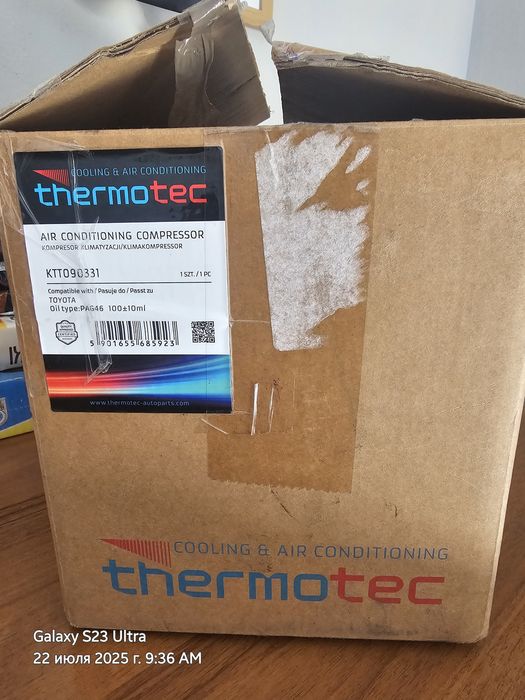 COOLING & AIR CONDITIONING
thermotec
AIR CONDITIONING COMPRESSOR
KOMPRESOR KLIMATYZACJI/KLIMAKOMPRESSOR
KTT090331
1 SZT. / 1 PC
Compatible with / Pasuje do / Passt zu
TOYOTA
Oil type:PAG46 100±10ml
5 901655 685923
www.thermotec-autoparts.com
COOLING & AIR CONDITIONING
thermotec
Galaxy S23 Ultra
22 июля 2025 г. 9:36 AM